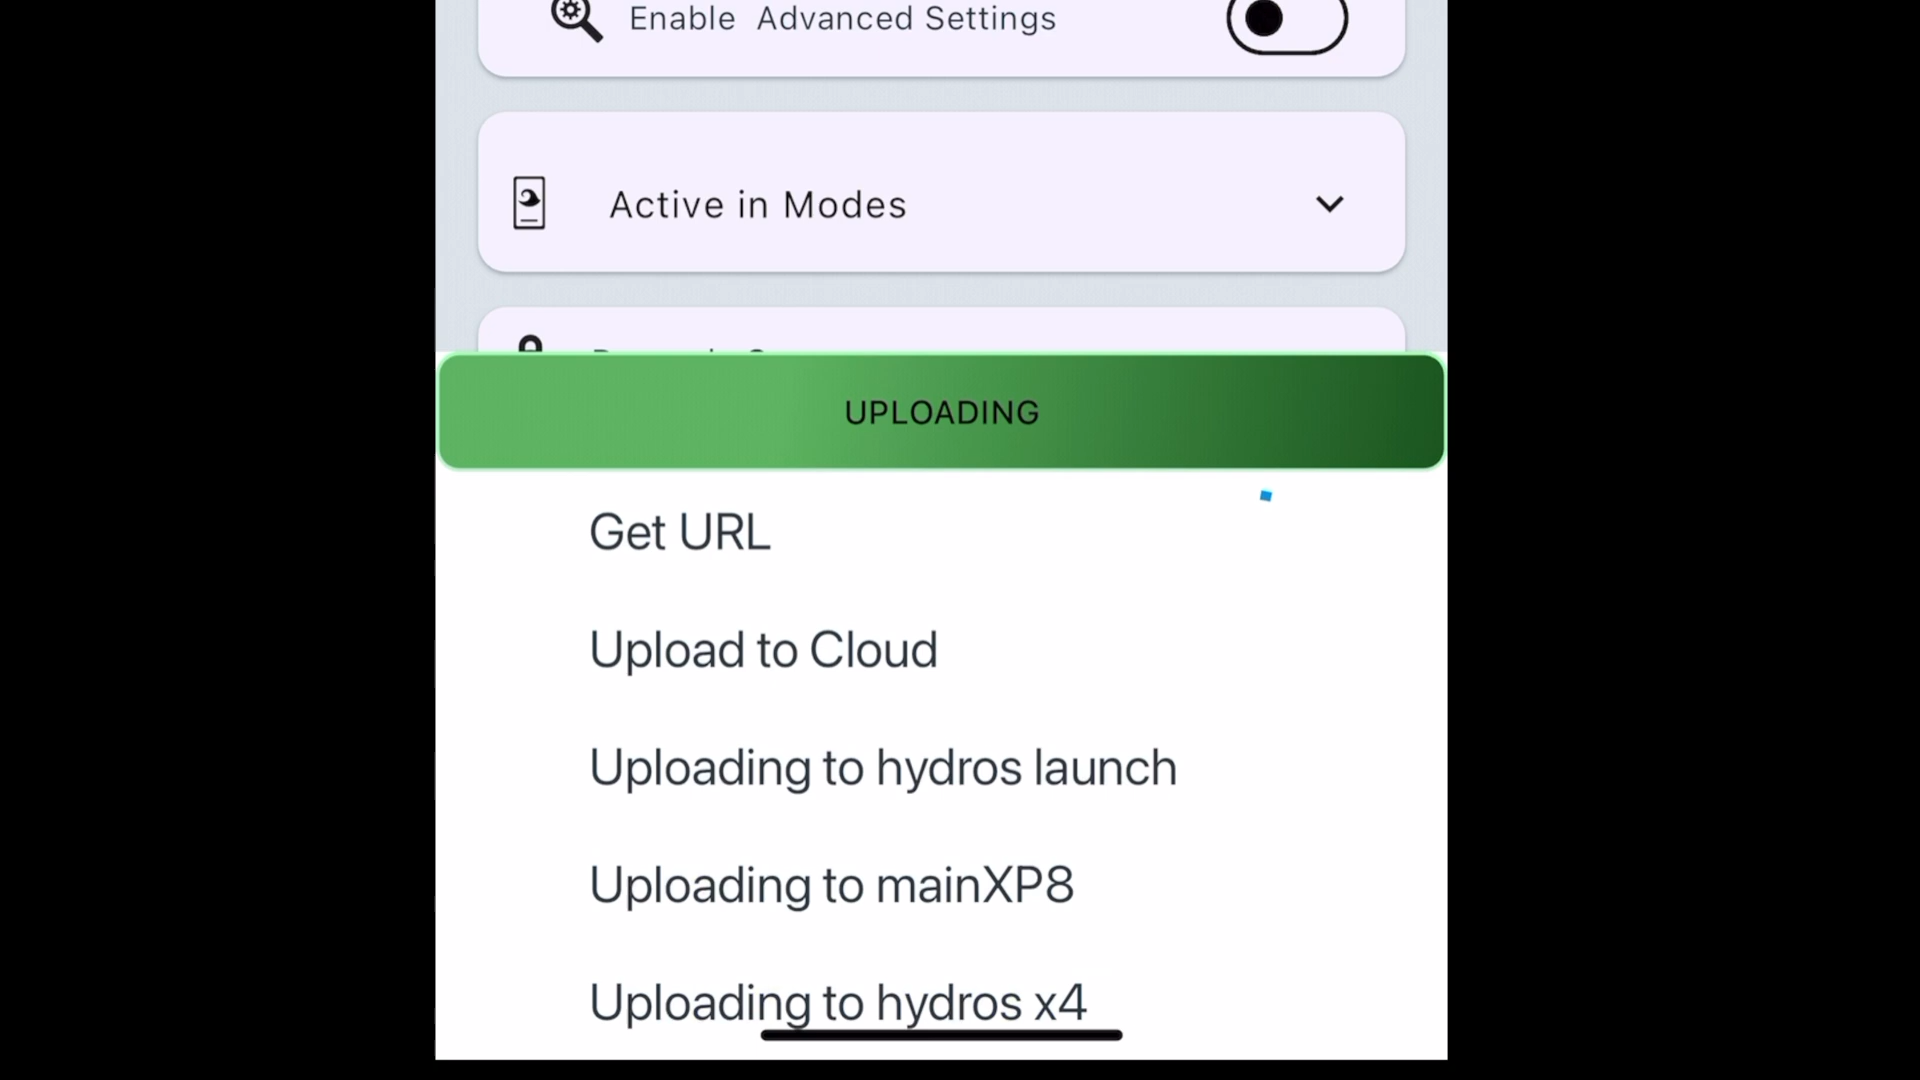 Enable Advanced Settings
Active in Modes
UPLOADING
Get URL
Upload to Cloud
Uploading to hydros launch
Uploading to mainXP8
Uploading to hydros x4